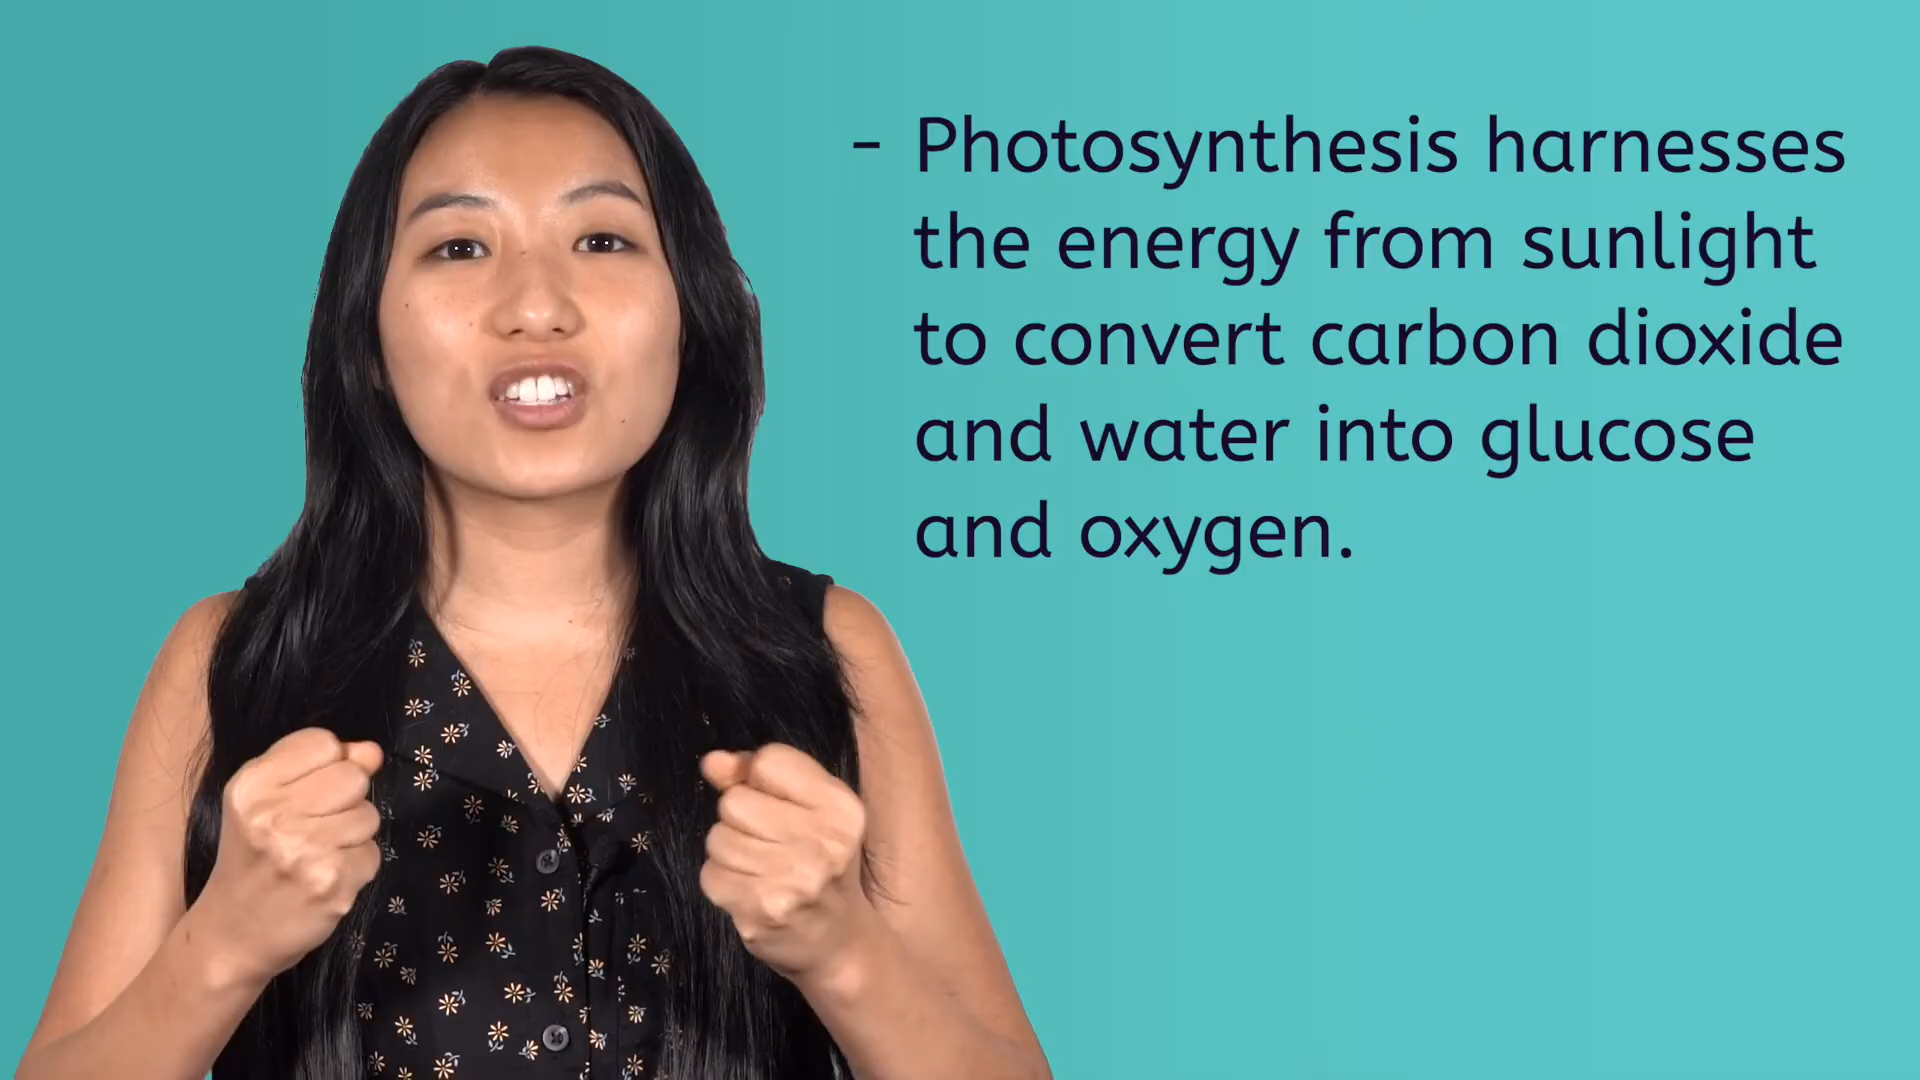 - Photosynthesis harnesses
the energy from sunlight
to convert carbon dioxide
and water into glucose
and oxygen.